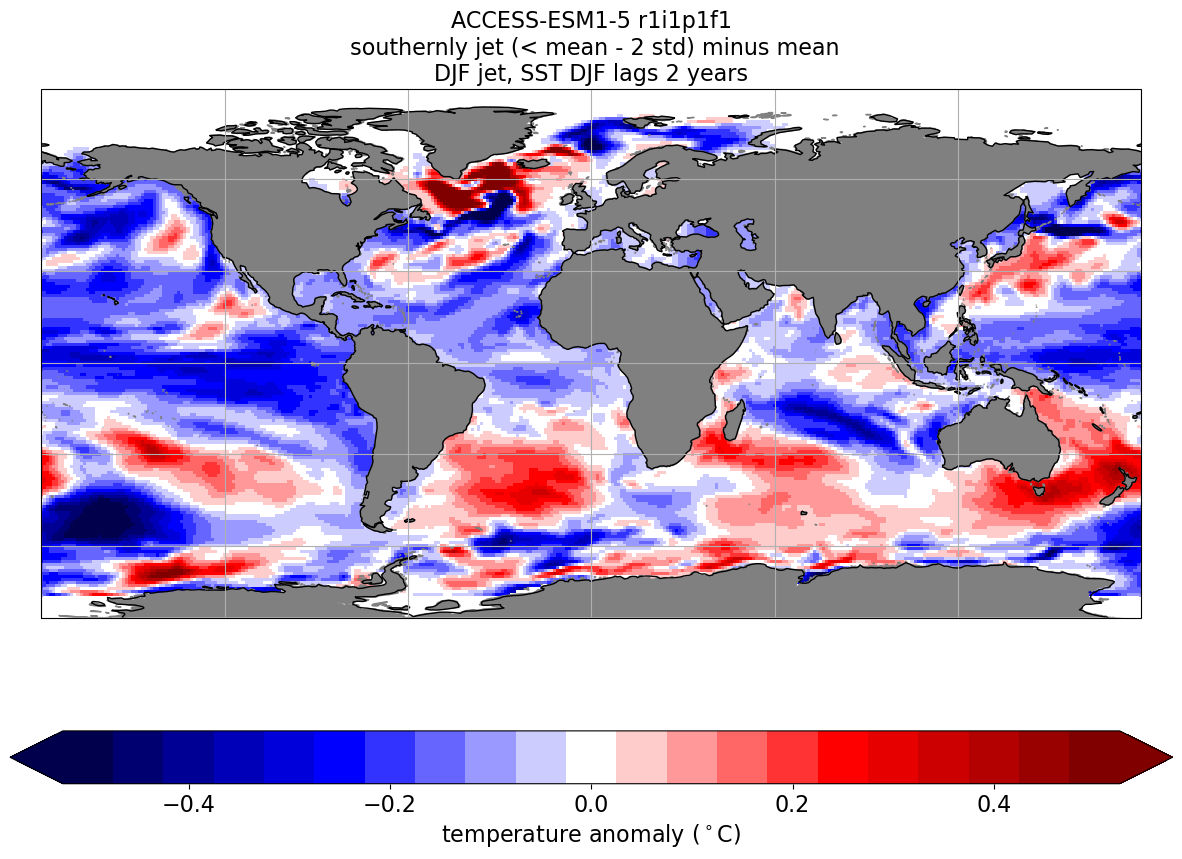 ACCESS-ESM1-5 r1i1p1f1
southernly jet (< mean - 2 std) minus mean
DJF jet, SST DJF lags 2 years
−0.4 −0.2 0.0 0.2 0.4
temperature anomaly (∘C)